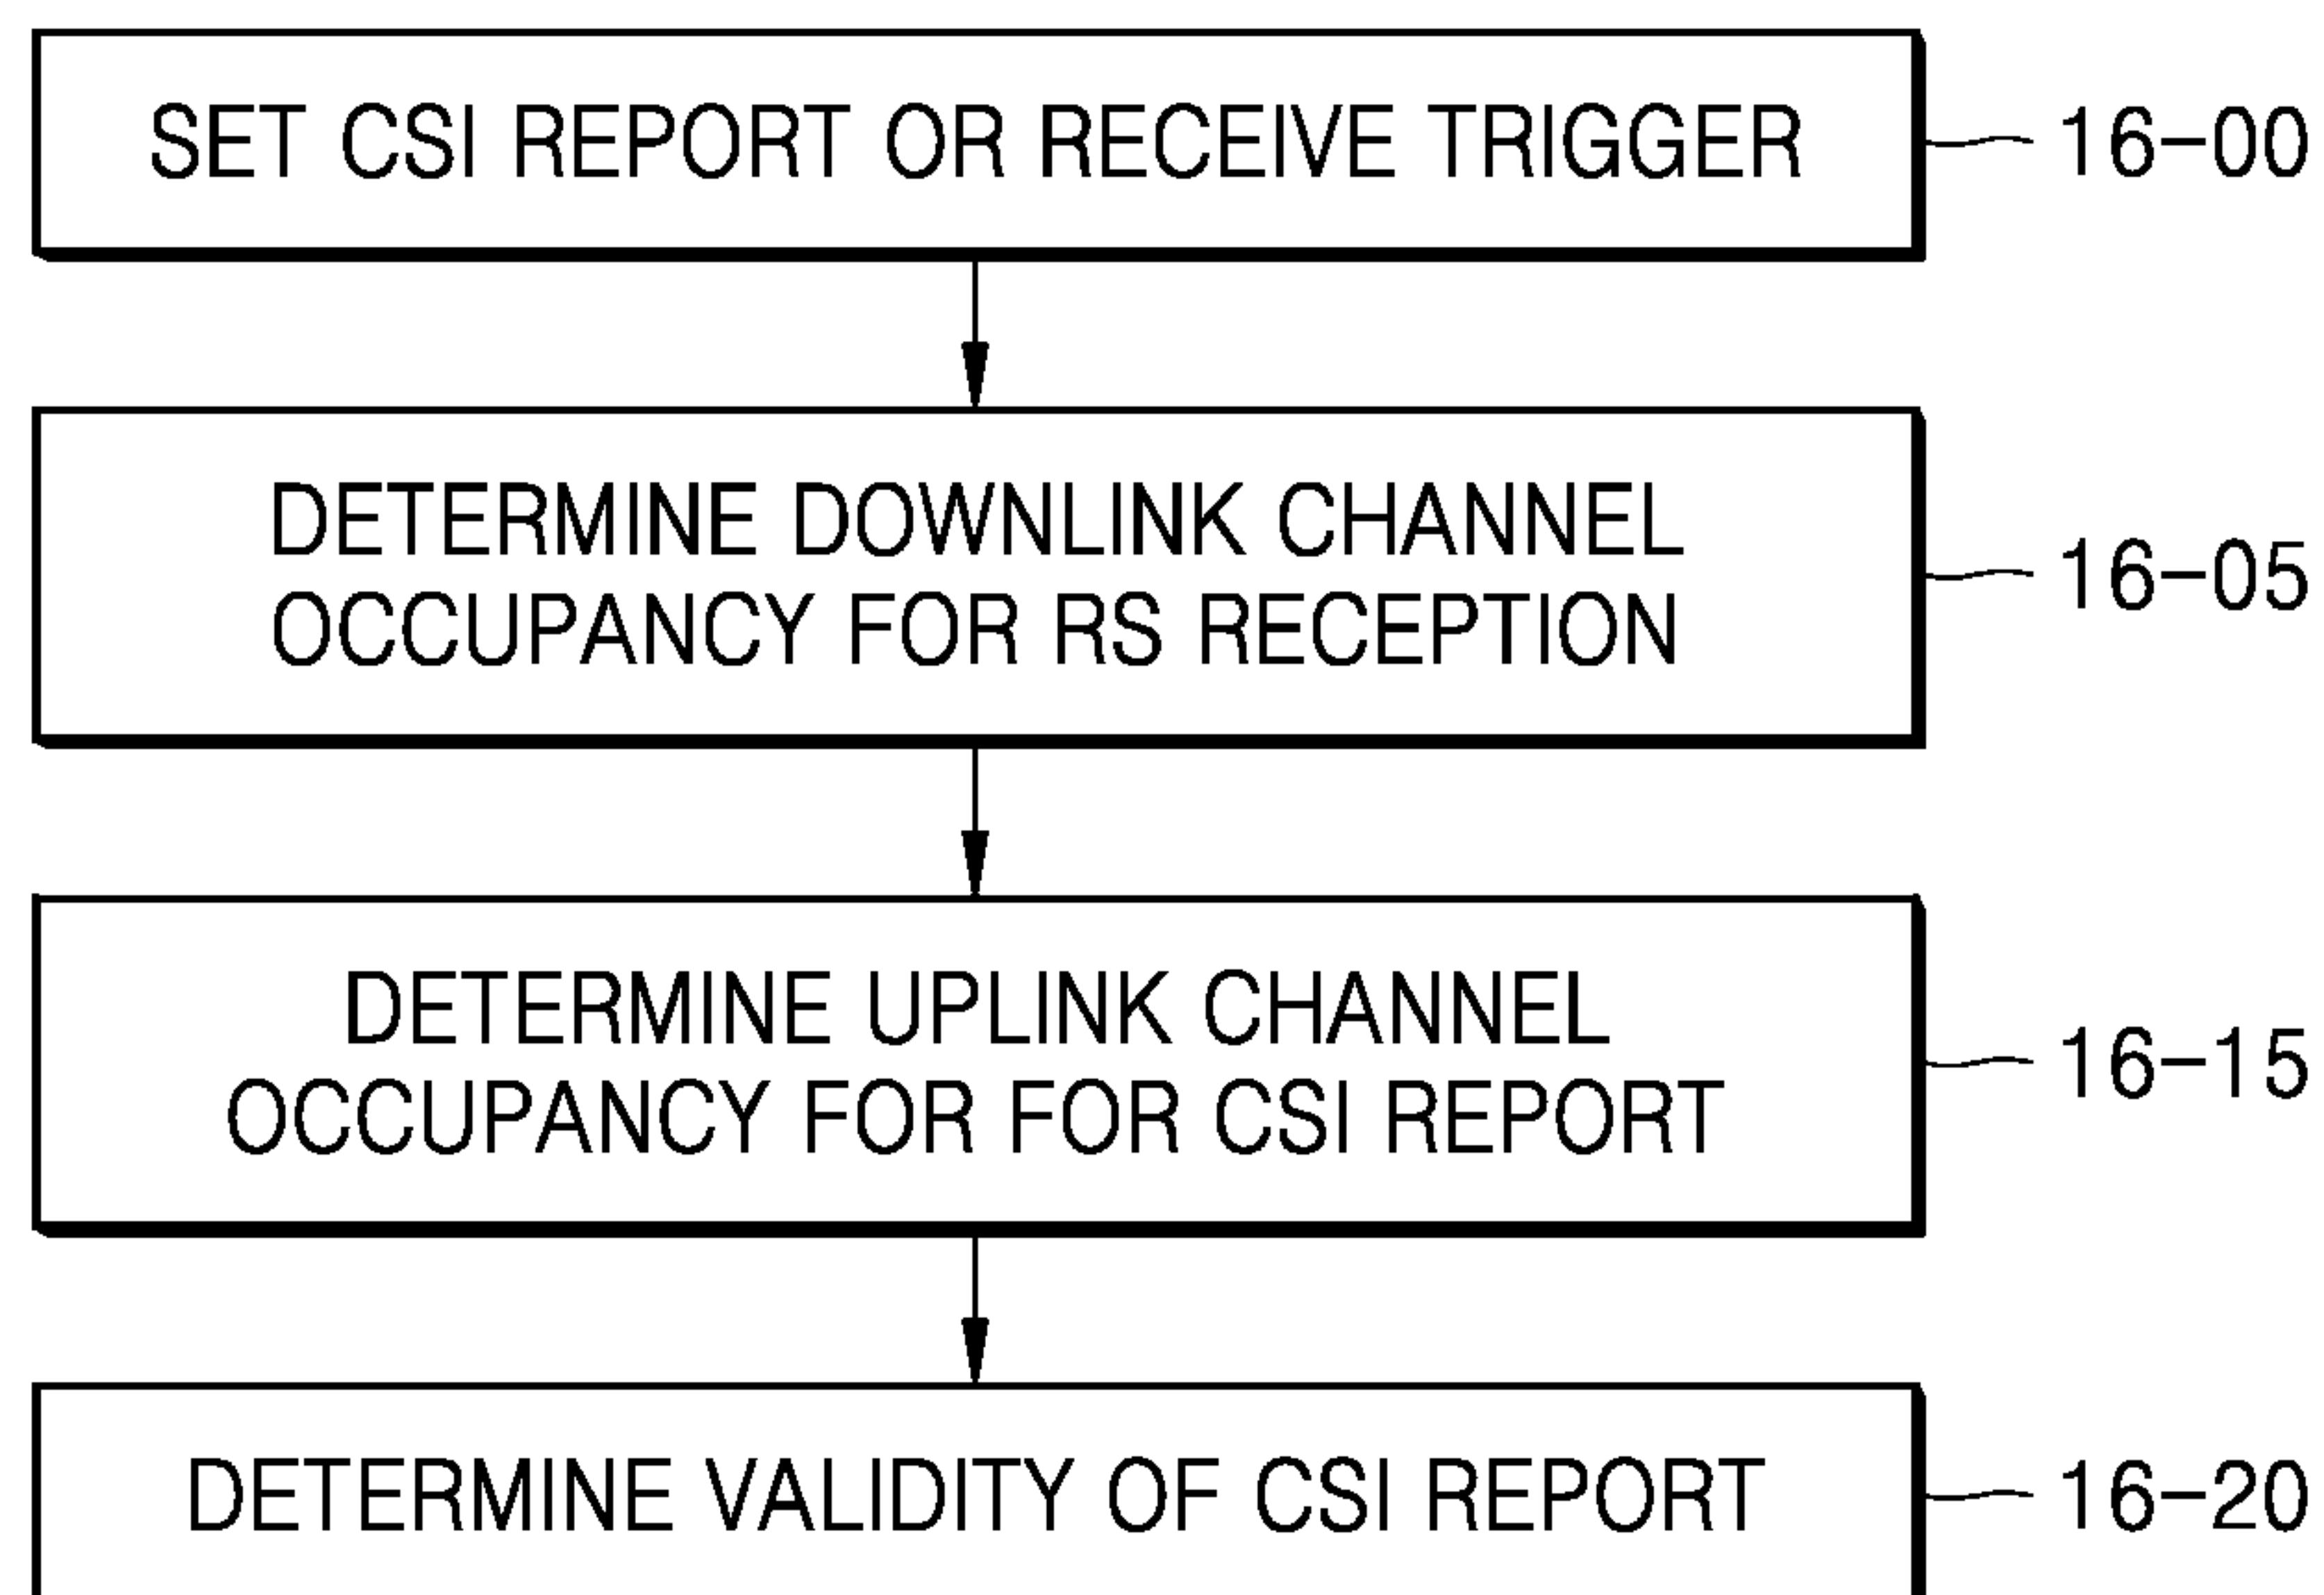 SET CSI REPORT OR RECEIVE TRIGGER
16-00
DETERMINE DOWNLINK CHANNEL
OCCUPANCY FOR RS RECEPTION
16-05
DETERMINE UPLINK CHANNEL
OCCUPANCY FOR FOR CSI REPORT
16-15
DETERMINE VALIDITY OF CSI REPORT
16-20